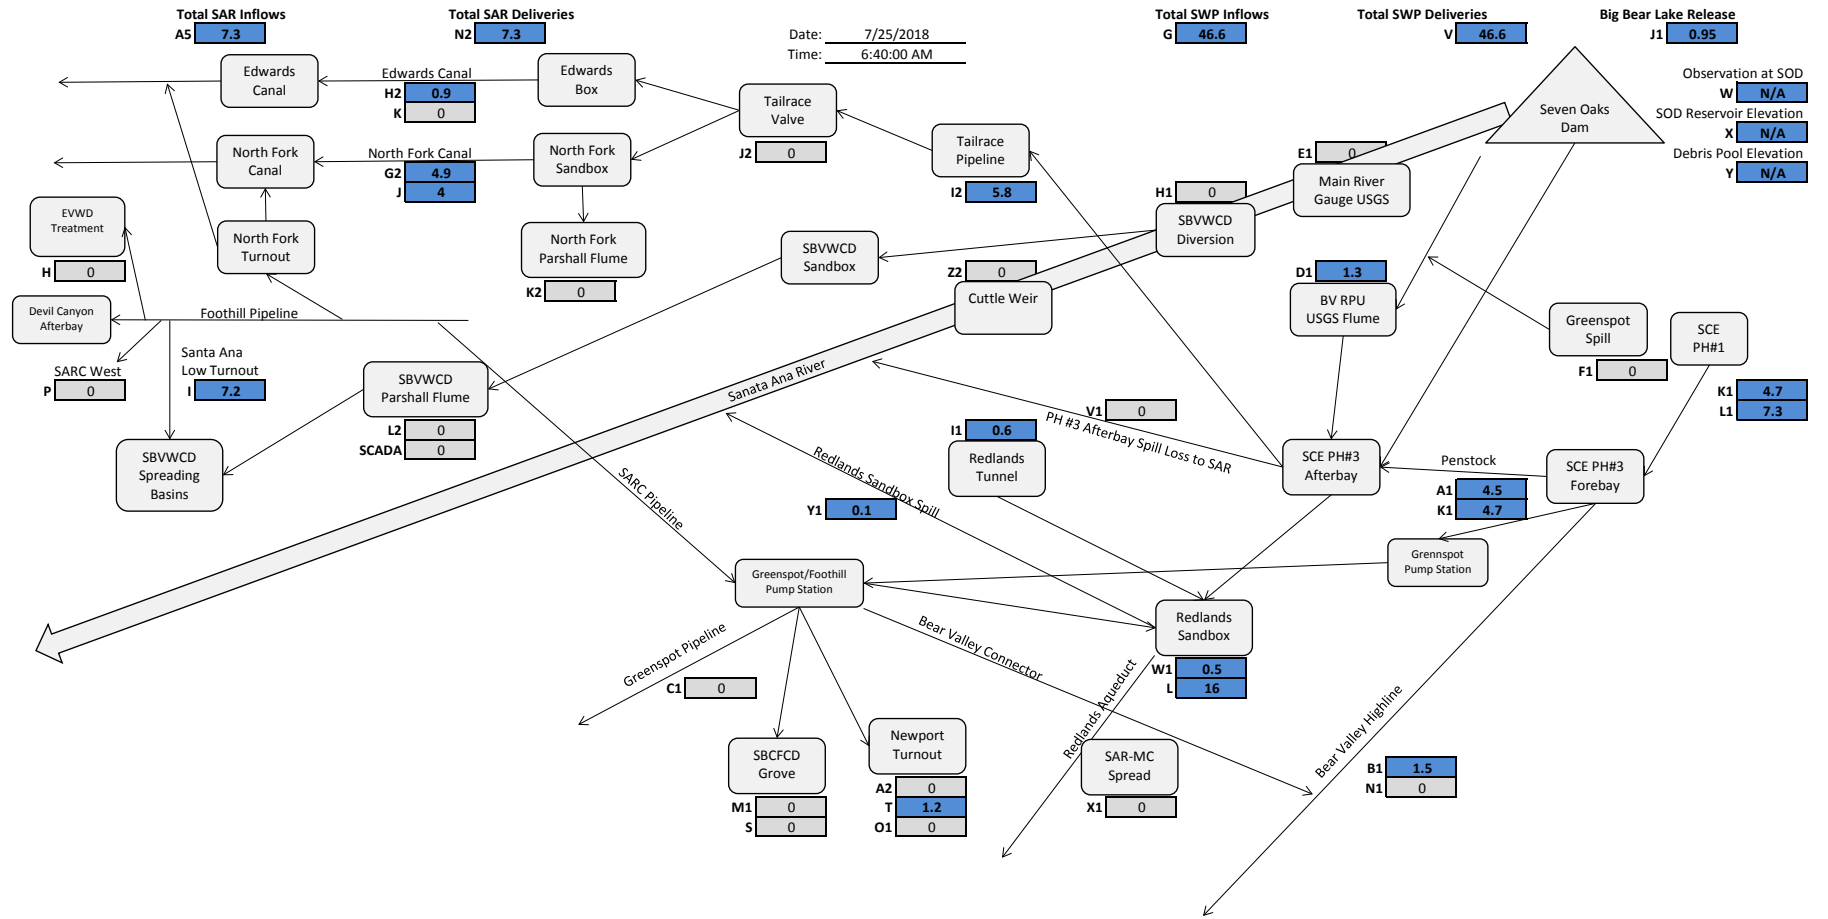 Total SAR Inflows
A5 7.3
Total SAR Deliveries
N2 7.3
Date: 7/25/2018
Time: 6:40:00 AM
Total SWP Inflows
G 46.6
Total SWP Deliveries
V 46.6
Big Bear Lake Release
J1 0.95
Observation at SOD
W N/A
SOD Reservoir Elevation
X N/A
Debris Pool Elevation
Y N/A
Seven Oaks
Dam
Edwards
Canal
Edwards Canal
H2 0.9
K 0
Edwards
Box
Tailrace
Valve
J2 0
Tailrace
Pipeline
I2 5.8
E1 0
Main River
Gauge USGS
H1 0
SBVWCD
Diversion
North Fork
Canal
North Fork Canal
G2 4.9
J 4
North Fork
Sandbox
EVWD
Treatment
H 0
North Fork
Turnout
North Fork
Parshall Flume
K2 0
SBVWCD
Sandbox
Z2 0
Cuttle Weir
D1 1.3
BV RPU
USGS Flume
Greenspot
Spill
F1 0
SCE
PH#1
K1 4.7
L1 7.3
Devil Canyon
Afterbay
Foothill Pipeline
SARC West
P 0
Santa Ana
Low Turnout
I 7.2
SBVWCD
Parshall Flume
L2 0
SCADA 0
Sanata Ana River
V1 0
PH #3 Afterbay Spill Loss to SAR
I1 0.6
Redlands
Tunnel
SCE PH#3
Afterbay
Penstock
A1 4.5
K1 4.7
SCE PH#3
Forebay
SBVWCD
Spreading
Basins
SARC Pipeline
Redlands Sandbox Spill
Y1 0.1
Grennspot
Pump Station
Greenspot/Foothill
Pump Station
Redlands
Sandbox
W1 0.5
L 16
Greenspot Pipeline
C1 0
Bear Valley Connector
Redlands Aqueduct
Bear Valley Highline
SBCFCD
Grove
M1 0
S 0
Newport
Turnout
A2 0
T 1.2
O1 0
SAR-MC
Spread
X1 0
B1 1.5
N1 0